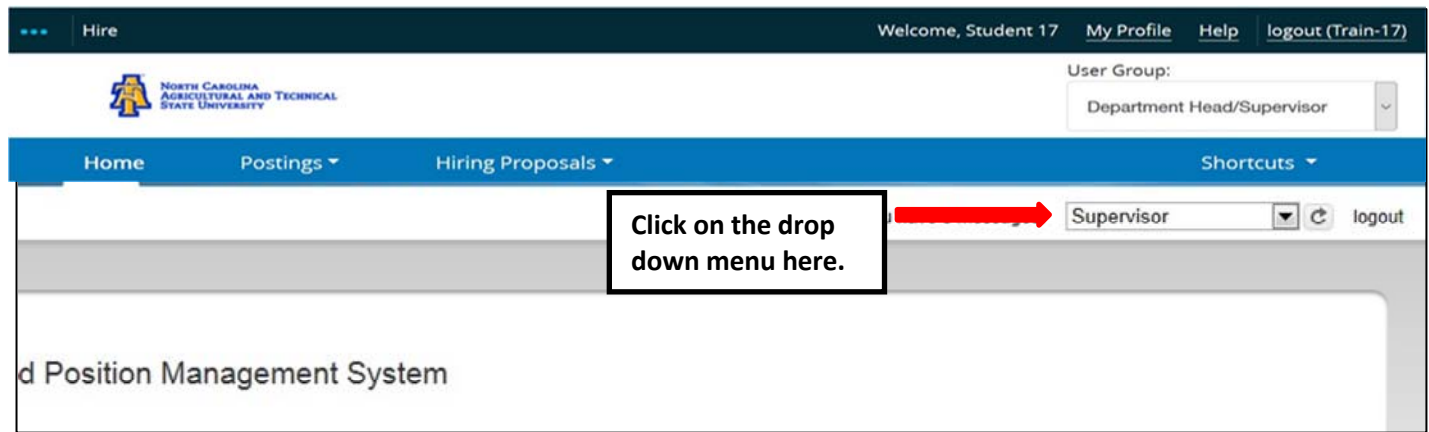 ••• Hire Welcome, Student 17 My Profile Help logout (Train-17)
NORTH CAROLINA
AGRICULTURAL AND TECHNICAL
STATE UNIVERSITY
User Group:
Department Head/Supervisor
Home Postings Hiring Proposals Shortcuts
Click on the drop
down menu here.
Supervisor logout
d Position Management System